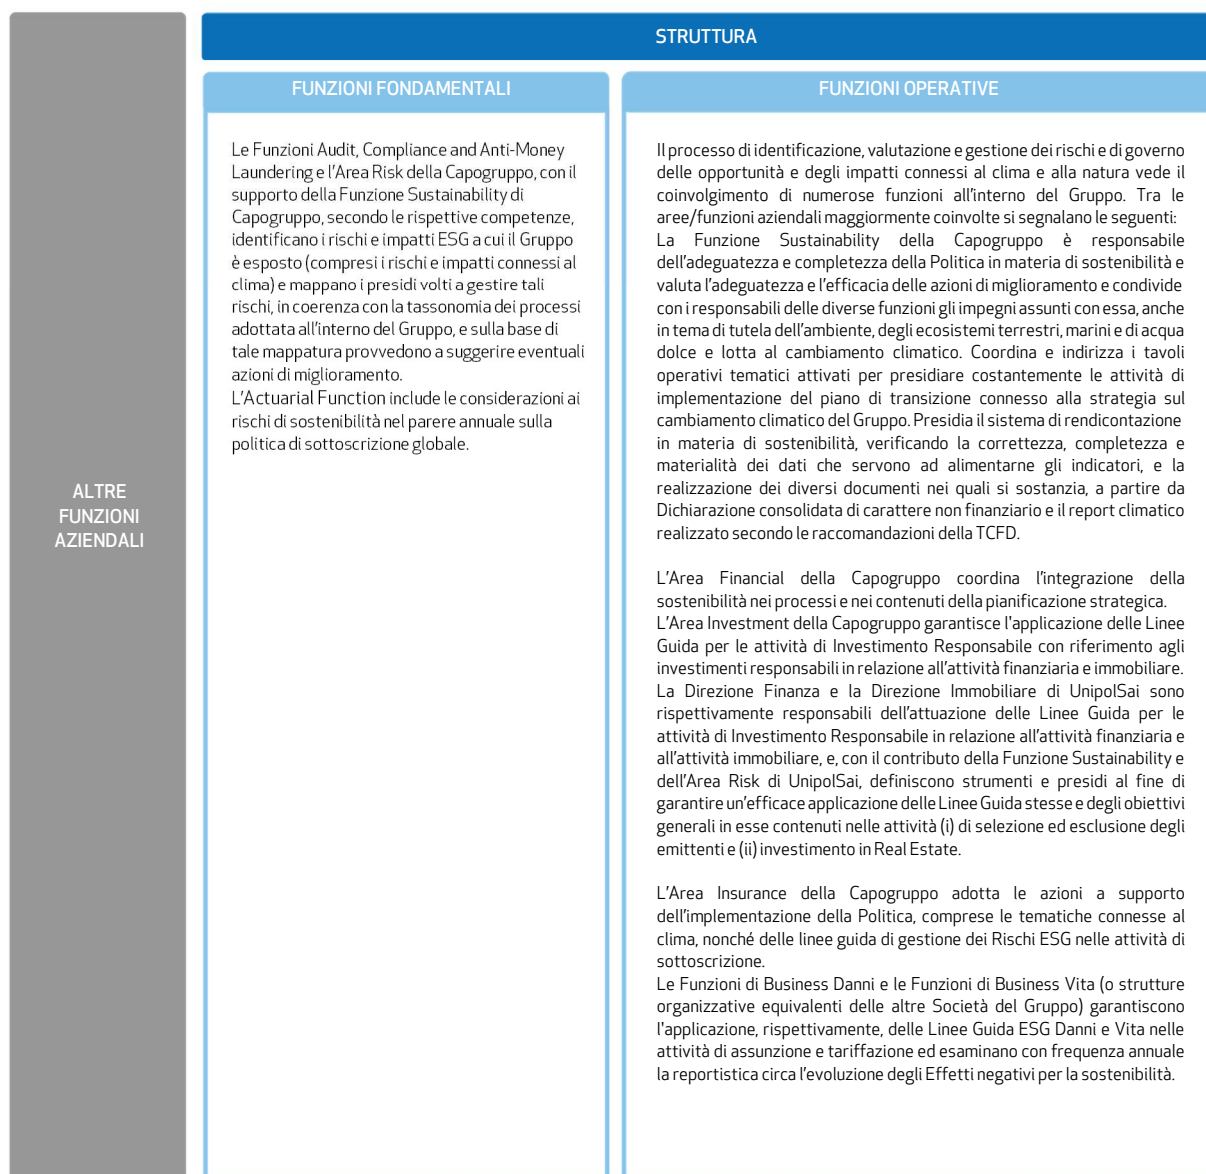 STRUTTURA
FUNZIONI FONDAMENTALI
FUNZIONI OPERATIVE
ALTRE
FUNZIONI
AZIENDALI
Le Funzioni Audit, Compliance and Anti-Money
Laundering e l'Area Risk della Capogruppo, con il
supporto della Funzione Sustainability di
Capogruppo, secondo le rispettive competenze,
identificano i rischi e impatti ESG a cui il Gruppo
è esposto (compresi i rischi e impatti connessi al
clima) e mappano i presidi volti a gestire tali
rischi, in coerenza con la tassonomia dei processi
adottata all'interno del Gruppo, e sulla base di
tale mappatura provvedono a suggerire eventuali
azioni di miglioramento.
L'Actuarial Function include le considerazioni ai
rischi di sostenibilità nel parere annuale sulla
politica di sottoscrizione globale.
Il processo di identificazione, valutazione e gestione dei rischi e di governo
delle opportunità e degli impatti connessi al clima e alla natura vede il
coinvolgimento di numerose funzioni all'interno del Gruppo. Tra le
aree/funzioni aziendali maggiormente coinvolte si segnalano le seguenti:
La Funzione Sustainability della Capogruppo è responsabile
dell'adeguatezza e completezza della Politica in materia di sostenibilità e
valuta l'adeguatezza e l'efficacia delle azioni di miglioramento e condivide
con i responsabili delle diverse funzioni gli impegni assunti con essa, anche
in tema di tutela dell'ambiente, degli ecosistemi terrestri, marini e di acqua
dolce e lotta al cambiamento climatico. Coordina e indirizza i tavoli
operativi tematici attivati per presidiare costantemente le attività di
implementazione del piano di transizione connesso alla strategia sul
cambiamento climatico del Gruppo. Presidia il sistema di rendicontazione
in materia di sostenibilità, verificando la correttezza, completezza e
materialità dei dati che servono ad alimentarne gli indicatori, e la
realizzazione dei diversi documenti nei quali si sostanzia, a partire da
Dichiarazione consolidata di carattere non finanziario e il report climatico
realizzato secondo le raccomandazioni della TCFD.
L'Area Financial della Capogruppo coordina l'integrazione della
sostenibilità nei processi e nei contenuti della pianificazione strategica.
L'Area Investment della Capogruppo garantisce l'applicazione delle Linee
Guida per le attività di Investimento Responsabile con riferimento agli
investimenti responsabili in relazione all'attività finanziaria e immobiliare.
La Direzione Finanza e la Direzione Immobiliare di UnipolSai sono
rispettivamente responsabili dell'attuazione delle Linee Guida per le
attività di Investimento Responsabile in relazione all'attività finanziaria e
all'attività immobiliare, e, con il contributo della Funzione Sustainability e
dell'Area Risk di UnipolSai, definiscono strumenti e presidi al fine di
garantire un'efficace applicazione delle Linee Guida stesse e degli obiettivi
generali in esse contenuti nelle attività (i) di selezione ed esclusione degli
emittenti e (ii) investimento in Real Estate.
L'Area Insurance della Capogruppo adotta le azioni a supporto
dell'implementazione della Politica, comprese le tematiche connesse al
clima, nonché delle linee guida di gestione dei Rischi ESG nelle attività di
sottoscrizione.
Le Funzioni di Business Danni e le Funzioni di Business Vita (o strutture
organizzative equivalenti delle altre Società del Gruppo) garantiscono
l'applicazione, rispettivamente, delle Linee Guida ESG Danni e Vita nelle
attività di assunzione e tariffazione ed esaminano con frequenza annuale
la reportistica circa l'evoluzione degli Effetti negativi per la sostenibilità.